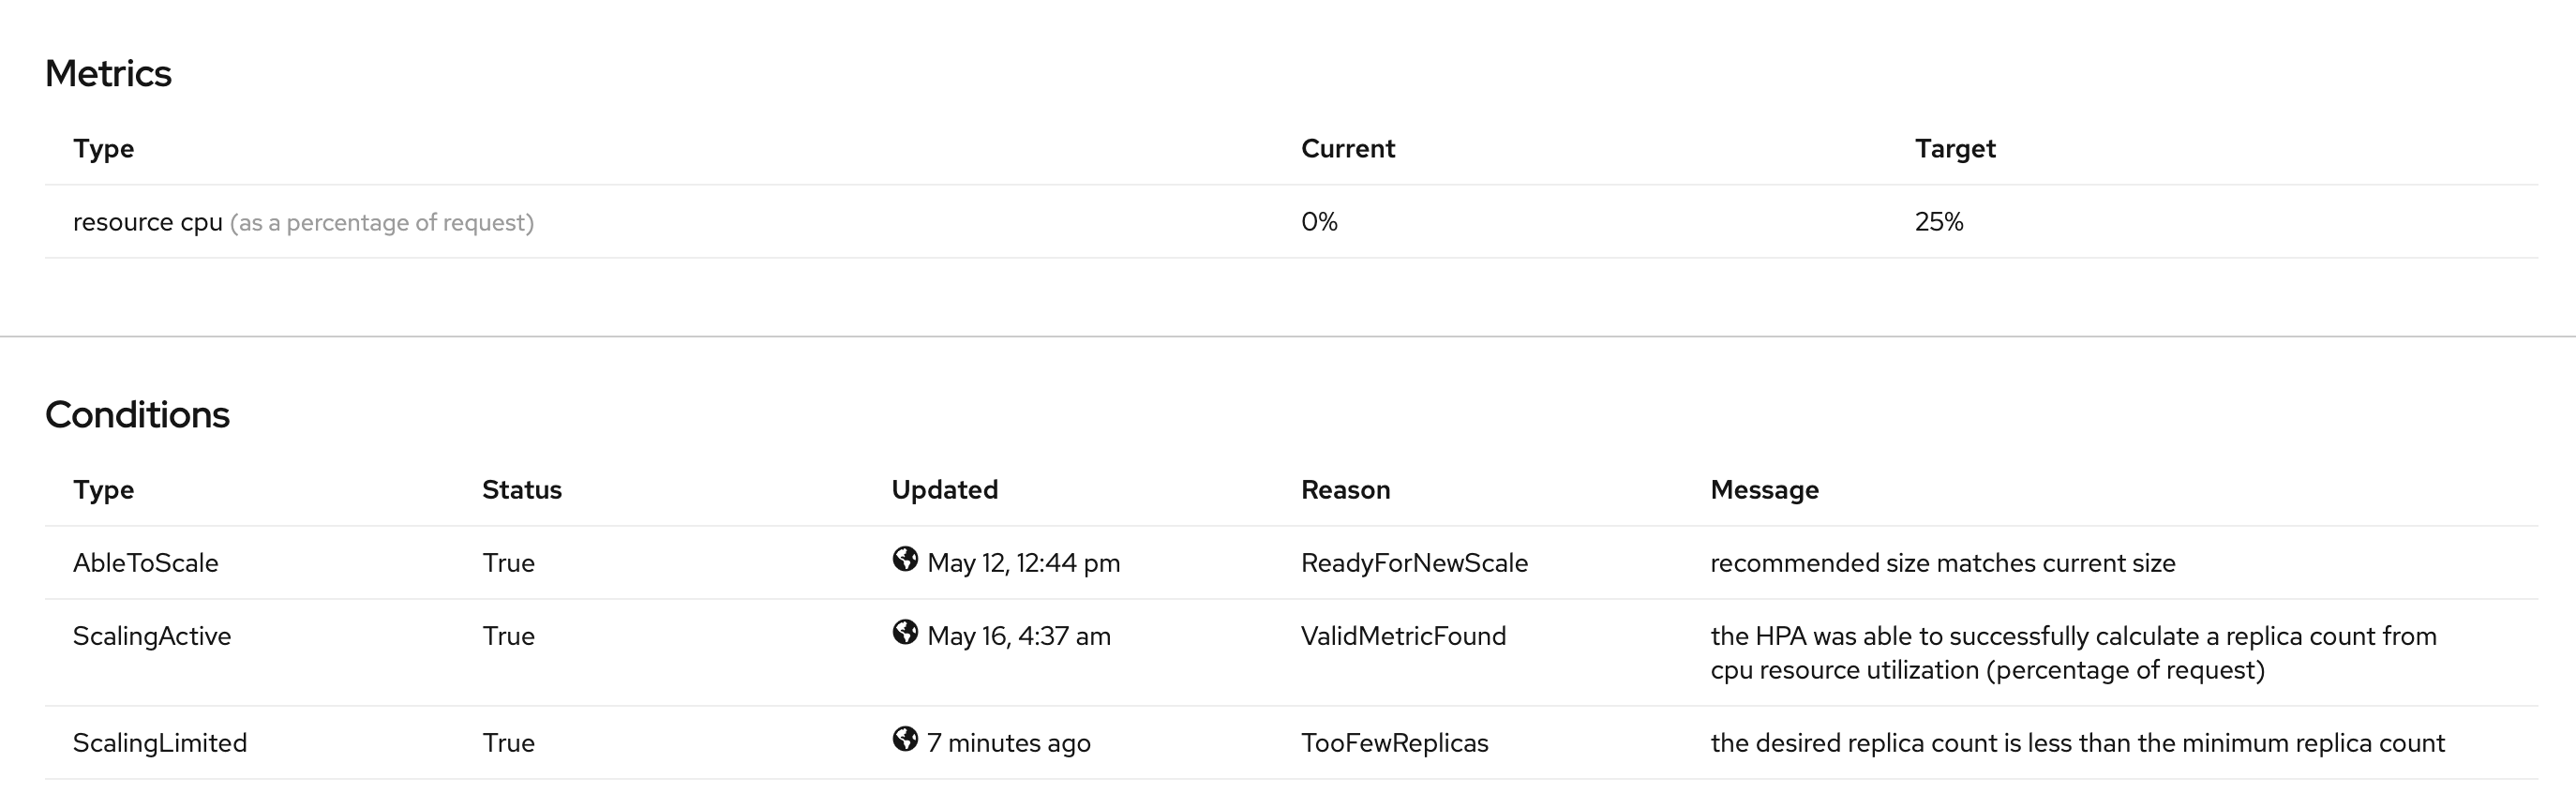 Metrics
Type Current Target
resource cpu (as a percentage of request) 0% 25%
Conditions
Type Status Updated Reason Message
AbleToScale True May 12, 12:44 pm ReadyForNewScale recommended size matches current size
ScalingActive True May 16, 4:37 am ValidMetricFound the HPA was able to successfully calculate a replica count from
cpu resource utilization (percentage of request)
ScalingLimited True 7 minutes ago TooFewReplicas the desired replica count is less than the minimum replica count